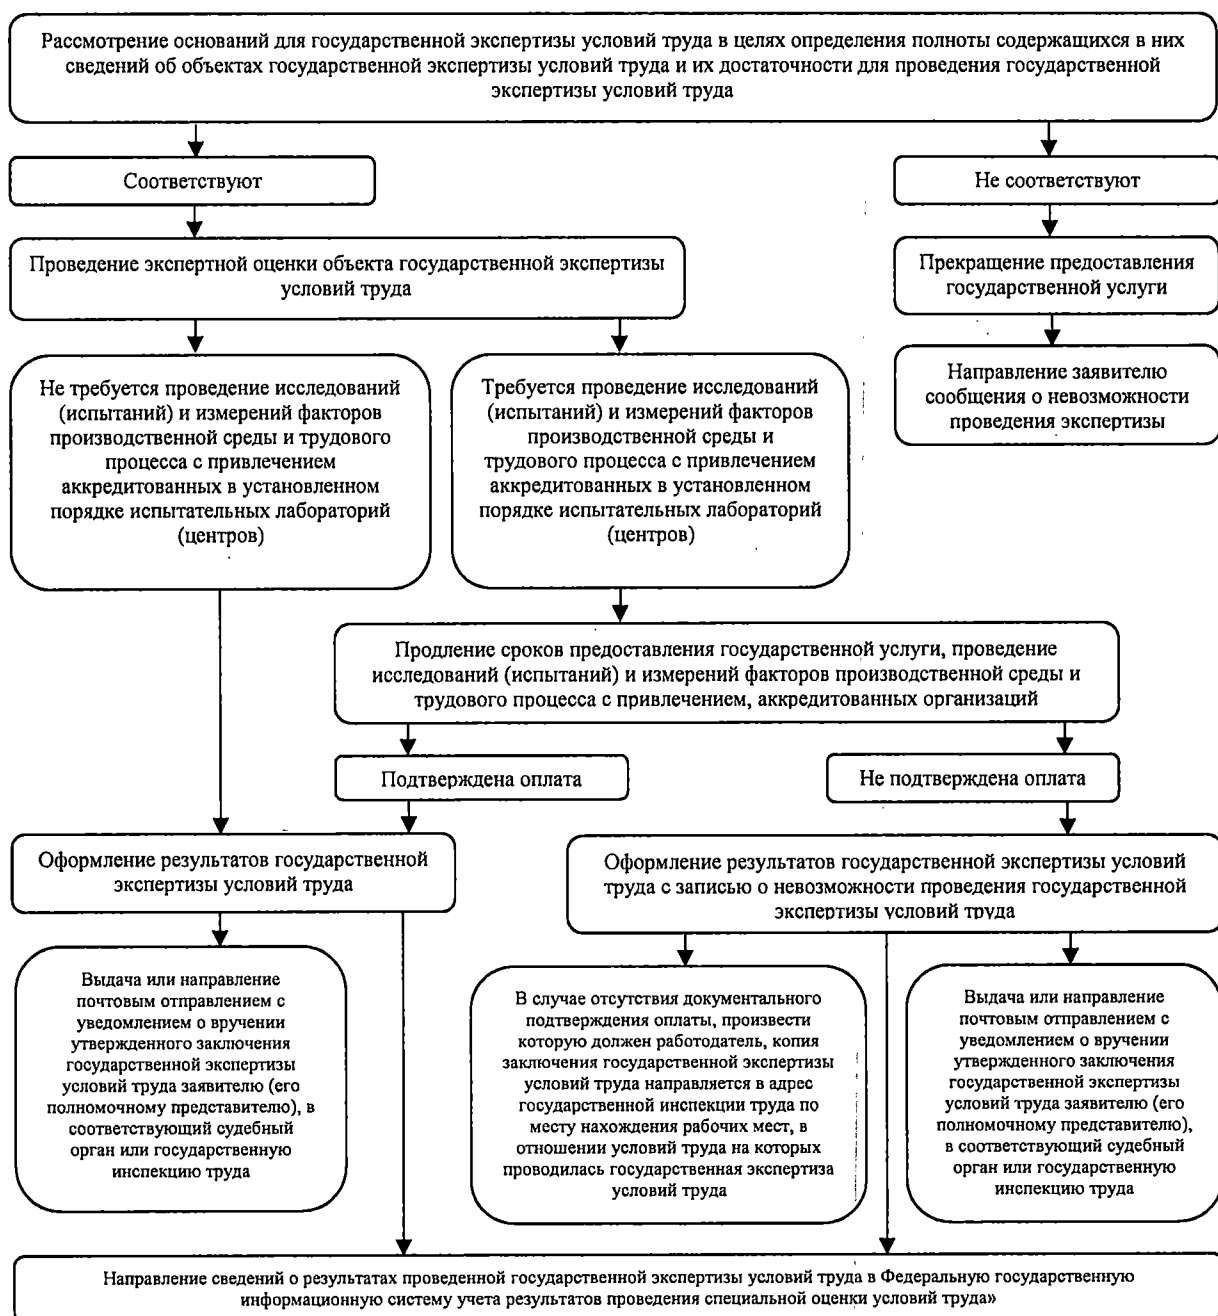 Рассмотрение оснований для государственной экспертизы условий труда в целях определения полноты содержащихся в них
сведений об объектах государственной экспертизы условий труда и их достаточности для проведения государственной
экспертизы условий труда
Соответствуют
Не соответствуют
Проведение экспертной оценки объекта государственной экспертизы
условий труда
Прекращение предоставления
государственной услуги
Не требуется проведение исследований
(испытаний) и измерений факторов
производственной среды и трудового
процесса с привлечением
аккредитованных в установленном
порядке испытательных лабораторий
(центров)
Требуется проведение исследований
(испытаний) и измерений факторов
производственной среды и
трудового процесса с привлечением
аккредитованных в установленном
порядке испытательных лабораторий
(центров)
Направление заявителю
сообщения о невозможности
проведения экспертизы
Продление сроков предоставления государственной услуги, проведение
исследований (испытаний) и измерений факторов производственной среды и
трудового процесса с привлечением, аккредитованных организаций
Подтверждена оплата
Не подтверждена оплата
Оформление результатов государственной
экспертизы условий труда
Оформление результатов государственной экспертизы условий
труда с записью о невозможности проведения государственной
экспертизы условий труда
Выдача или направление
почтовым отправлением с
уведомлением о вручении
утвержденного заключения
государственной экспертизы
условий труда заявителю (его
полномочному представителю), в
соответствующий судебный
орган или государственную
инспекцию труда
В случае отсутствия документального
подтверждения оплаты, произвести
которую должен работодатель, копия
заключения государственной экспертизы
условий труда направляется в адрес
государственной инспекции труда по
месту нахождения рабочих мест, в
отношении условий труда на которых
проводилась государственная экспертиза
условий труда
Выдача или направление
почтовым отправлением с
уведомлением о вручении
утвержденного заключения
государственной экспертизы
условий труда заявителю (его
полномочному представителю),
в соответствующий судебный
орган или государственную
инспекцию труда
Направление сведений о результатах проведенной государственной экспертизы условий труда в Федеральную государственную
информационную систему учета результатов проведения специальной оценки условий труда»